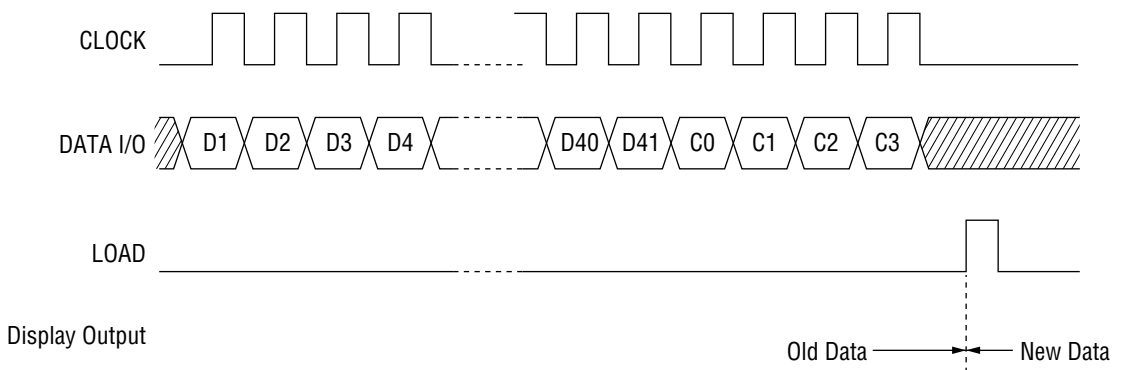 CLOCK
DATA I/O D1 D2 D3 D4 D40 D41 C0 C1 C2 C3
LOAD
Display Output
Old Data New Data